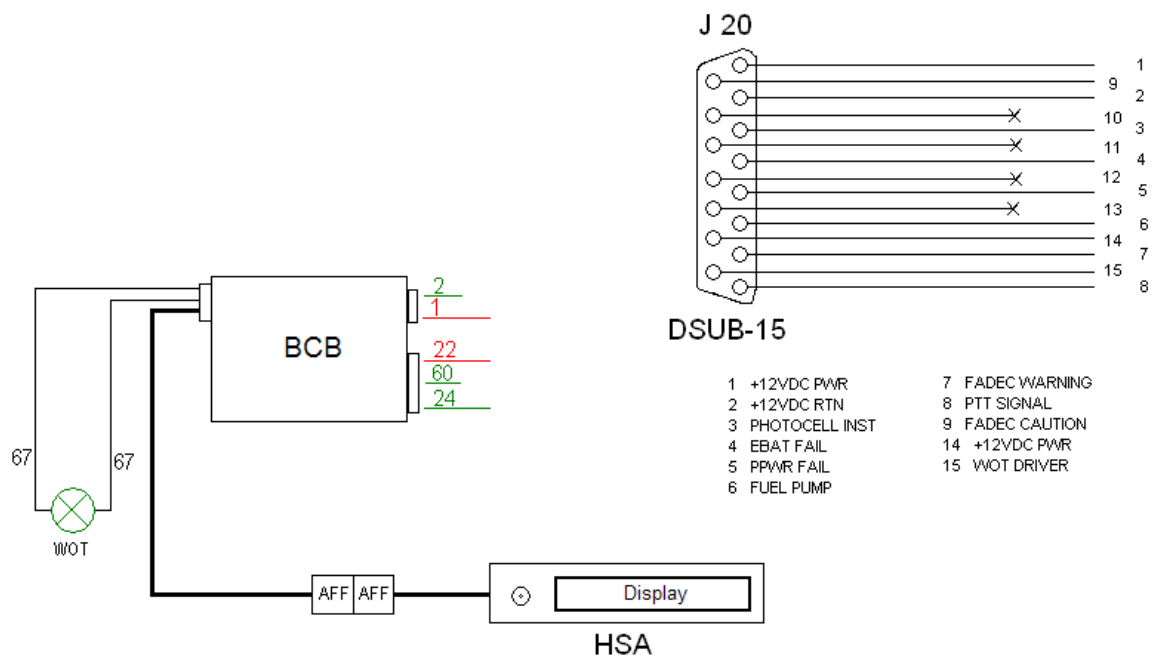 J 20
1
9
2
10
3
11
4
12
5
13
6
14
7
15
8
DSUB-15
1 +12VDC PWR
2 +12VDC RTN
3 PHOTOCELL INST
4 EBAT FAIL
5 PPWR FAIL
6 FUEL PUMP
7 FADEC WARNING
8 PTT SIGNAL
9 FADEC CAUTION
14 +12VDC PWR
15 WOT DRIVER
BCB
2
1
22
60
24
67
67
WOT
AFF AFF
Display
HSA